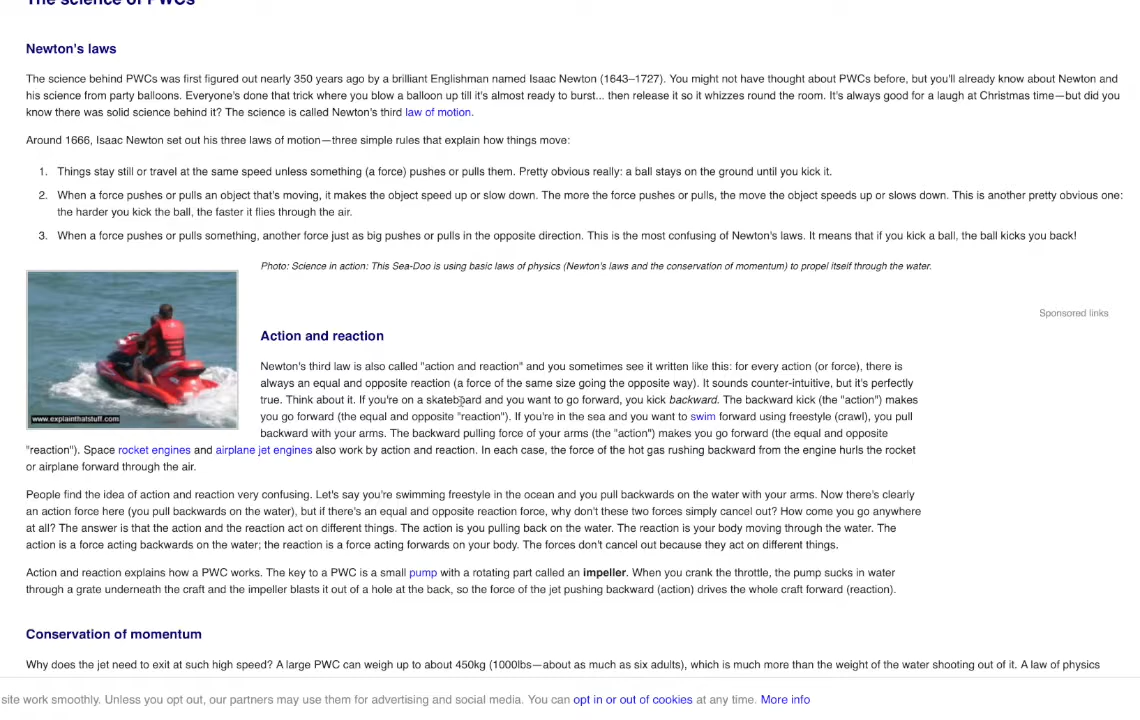 The science of PWCs
Newton's laws
The science behind PWCs was first figured out nearly 350 years ago by a brilliant Englishman named Isaac Newton (1643–1727). You might not have thought about PWCs before, but you'll already know about Newton and
his science from party balloons. Everyone's done that trick where you blow a balloon up till it's almost ready to burst... then release it so it whizzes round the room. It's always good for a laugh at Christmas time—but did you
know there was solid science behind it? The science is called Newton's third law of motion.
Around 1666, Isaac Newton set out his three laws of motion—three simple rules that explain how things move:
1. Things stay still or travel at the same speed unless something (a force) pushes or pulls them. Pretty obvious really: a ball stays on the ground until you kick it.
2. When a force pushes or pulls an object that's moving, it makes the object speed up or slow down. The more the force pushes or pulls, the move the object speeds up or slows down. This is another pretty obvious one:
the harder you kick the ball, the faster it flies through the air.
3. When a force pushes or pulls something, another force just as big pushes or pulls in the opposite direction. This is the most confusing of Newton's laws. It means that if you kick a ball, the ball kicks you back!
Photo: Science in action: This Sea-Doo is using basic laws of physics (Newton's laws and the conservation of momentum) to propel itself through the water.
www.explainthatstuff.com
Sponsored links
Action and reaction
Newton's third law is also called "action and reaction" and you sometimes see it written like this: for every action (or force), there is
always an equal and opposite reaction (a force of the same size going the opposite way). It sounds counter-intuitive, but it's perfectly
true. Think about it. If you're on a skateboard and you want to go forward, you kick backward. The backward kick (the "action") makes
you go forward (the equal and opposite "reaction"). If you're in the sea and you want to swim forward using freestyle (crawl), you pull
backward with your arms. The backward pulling force of your arms (the "action") makes you go forward (the equal and opposite
"reaction"). Space rocket engines and airplane jet engines also work by action and reaction. In each case, the force of the hot gas rushing backward from the engine hurls the rocket
or airplane forward through the air.
People find the idea of action and reaction very confusing. Let's say you're swimming freestyle in the ocean and you pull backwards on the water with your arms. Now there's clearly
an action force here (you pull backwards on the water), but if there's an equal and opposite reaction force, why don't these two forces simply cancel out? How come you go anywhere
at all? The answer is that the action and the reaction act on different things. The action is you pulling back on the water. The reaction is your body moving through the water. The
action is a force acting backwards on the water; the reaction is a force acting forwards on your body. The forces don't cancel out because they act on different things.
Action and reaction explains how a PWC works. The key to a PWC is a small pump with a rotating part called an impeller. When you crank the throttle, the pump sucks in water
through a grate underneath the craft and the impeller blasts it out of a hole at the back, so the force of the jet pushing backward (action) drives the whole craft forward (reaction).
Conservation of momentum
Why does the jet need to exit at such high speed? A large PWC can weigh up to about 450kg (1000lbs—about as much as six adults), which is much more than the weight of the water shooting out of it. A law of physics
site work smoothly. Unless you opt out, our partners may use them for advertising and social media. You can opt in or out of cookies at any time. More info